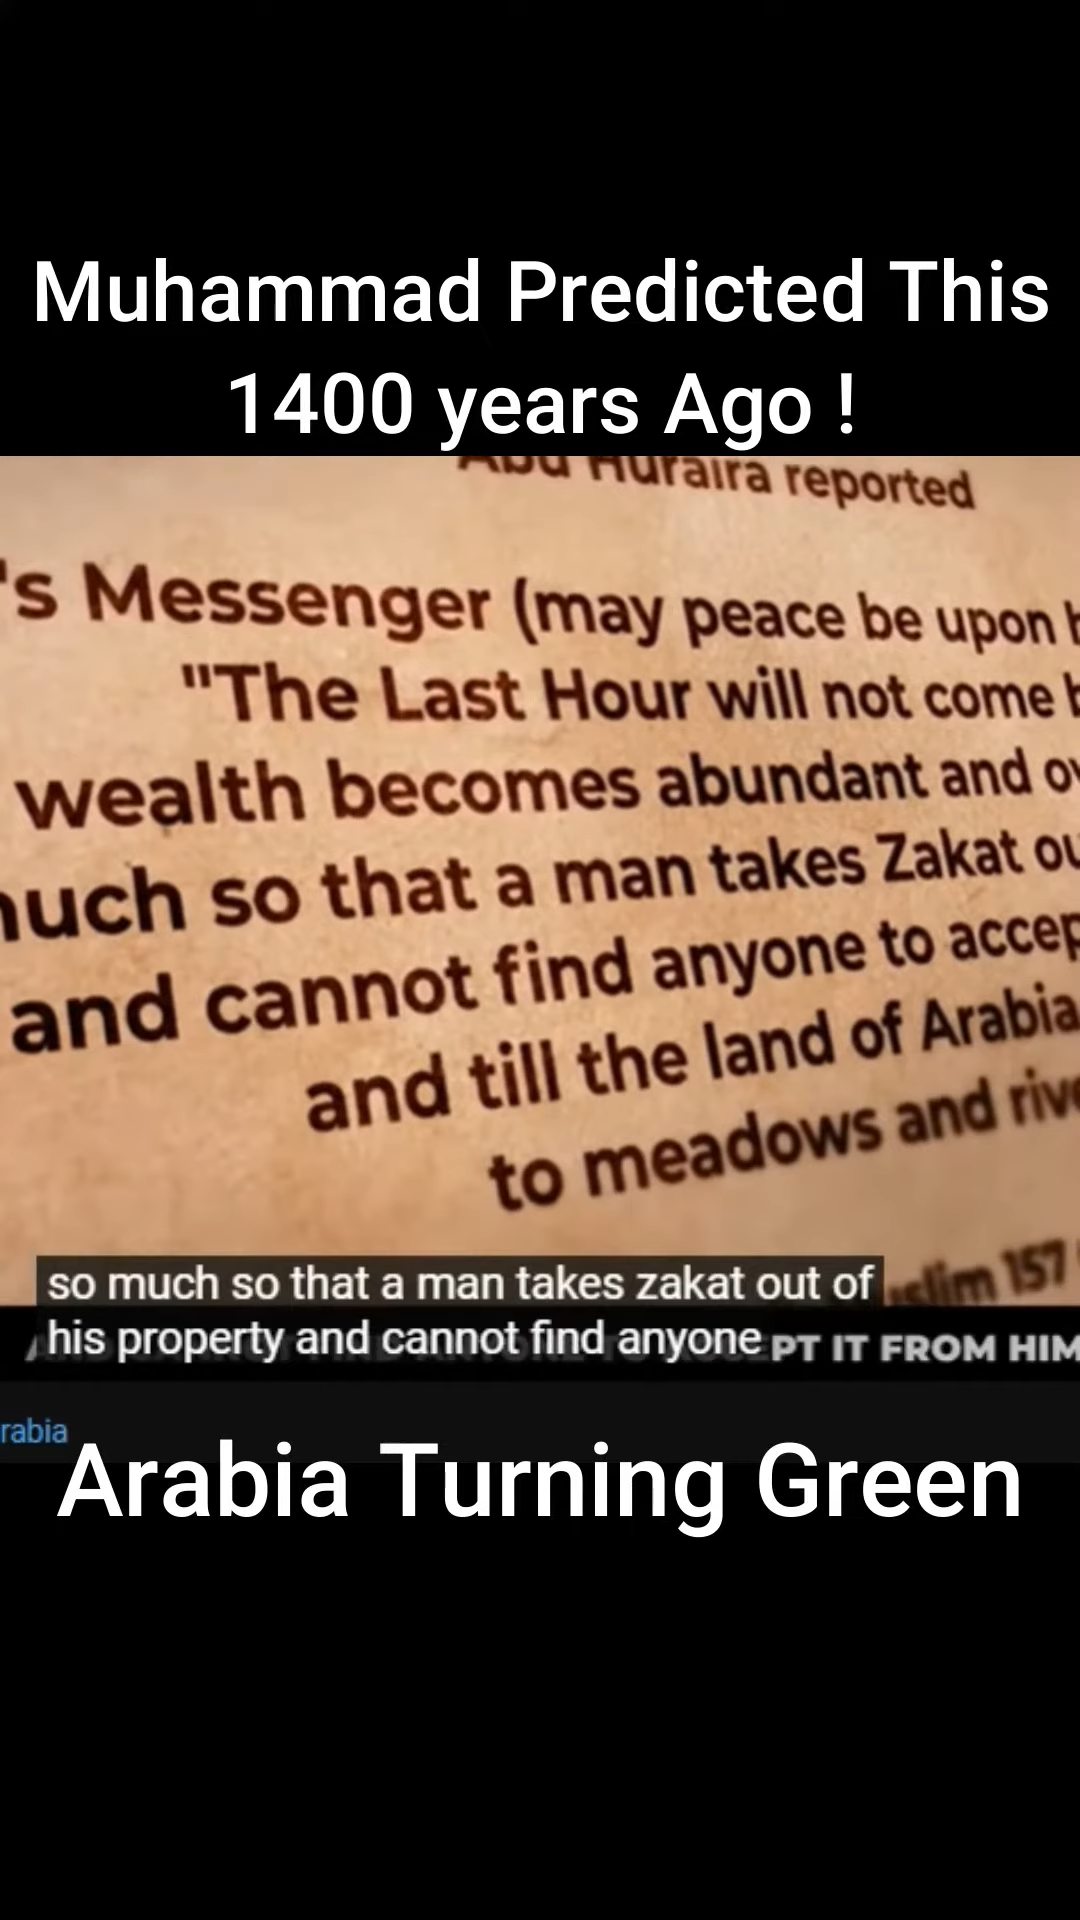 Muhammad Predicted This
1400 years Ago !
Abu Huraira reported
's Messenger (may peace be upon
"The Last Hour will not come
wealth becomes abundant and
much so that a man takes Zakat
and cannot find anyone to
and till the land of Arabia
to meadows and
157
so much so that a man takes zakat out of
his property and cannot find anyone
IT FROM HIM
rabia
Arabia Turning Green